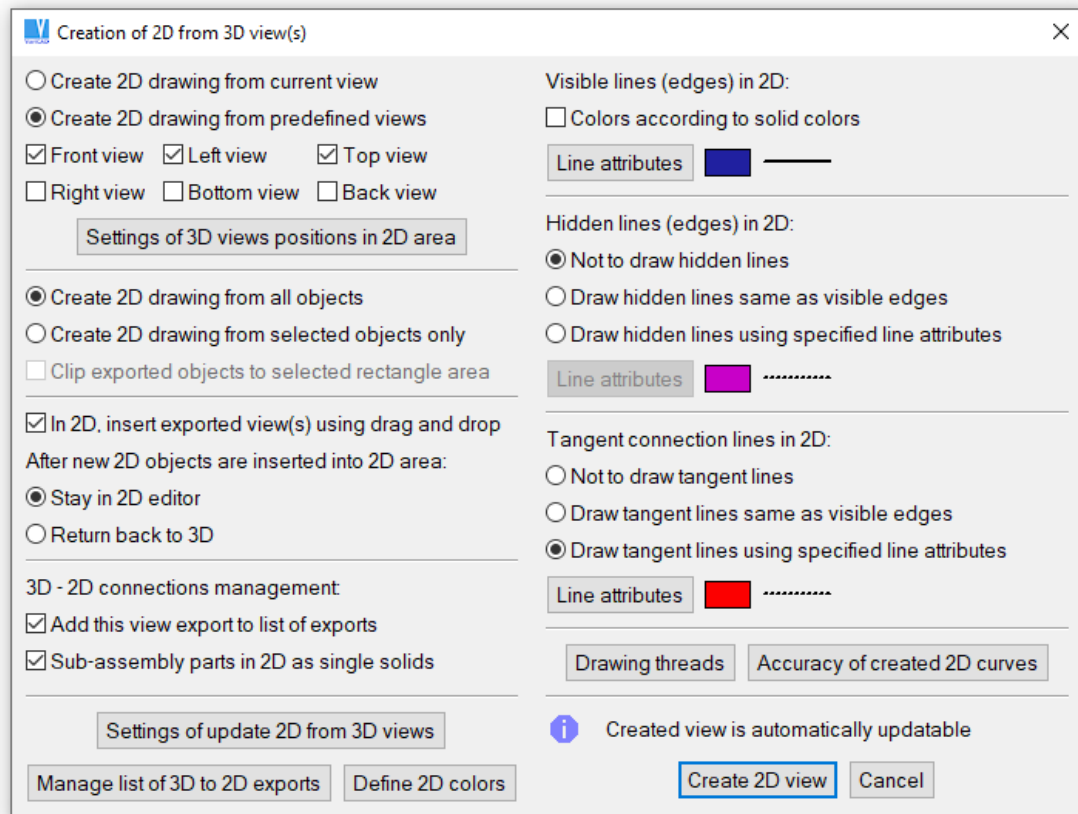 Creation of 2D from 3D view(s)
Create 2D drawing from current view
Create 2D drawing from predefined views
Front view Left view Top view
Right view Bottom view Back view
Settings of 3D views positions in 2D area
Create 2D drawing from all objects
Create 2D drawing from selected objects only
Clip exported objects to selected rectangle area
In 2D, insert exported view(s) using drag and drop
After new 2D objects are inserted into 2D area:
Stay in 2D editor
Return back to 3D
3D - 2D connections management:
Add this view export to list of exports
Sub-assembly parts in 2D as single solids
Settings of update 2D from 3D views
Manage list of 3D to 2D exports Define 2D colors
Visible lines (edges) in 2D:
Colors according to solid colors
Line attributes
Hidden lines (edges) in 2D:
Not to draw hidden lines
Draw hidden lines same as visible edges
Draw hidden lines using specified line attributes
Line attributes
Tangent connection lines in 2D:
Not to draw tangent lines
Draw tangent lines same as visible edges
Draw tangent lines using specified line attributes
Line attributes
Drawing threads Accuracy of created 2D curves
Created view is automatically updatable
Create 2D view Cancel